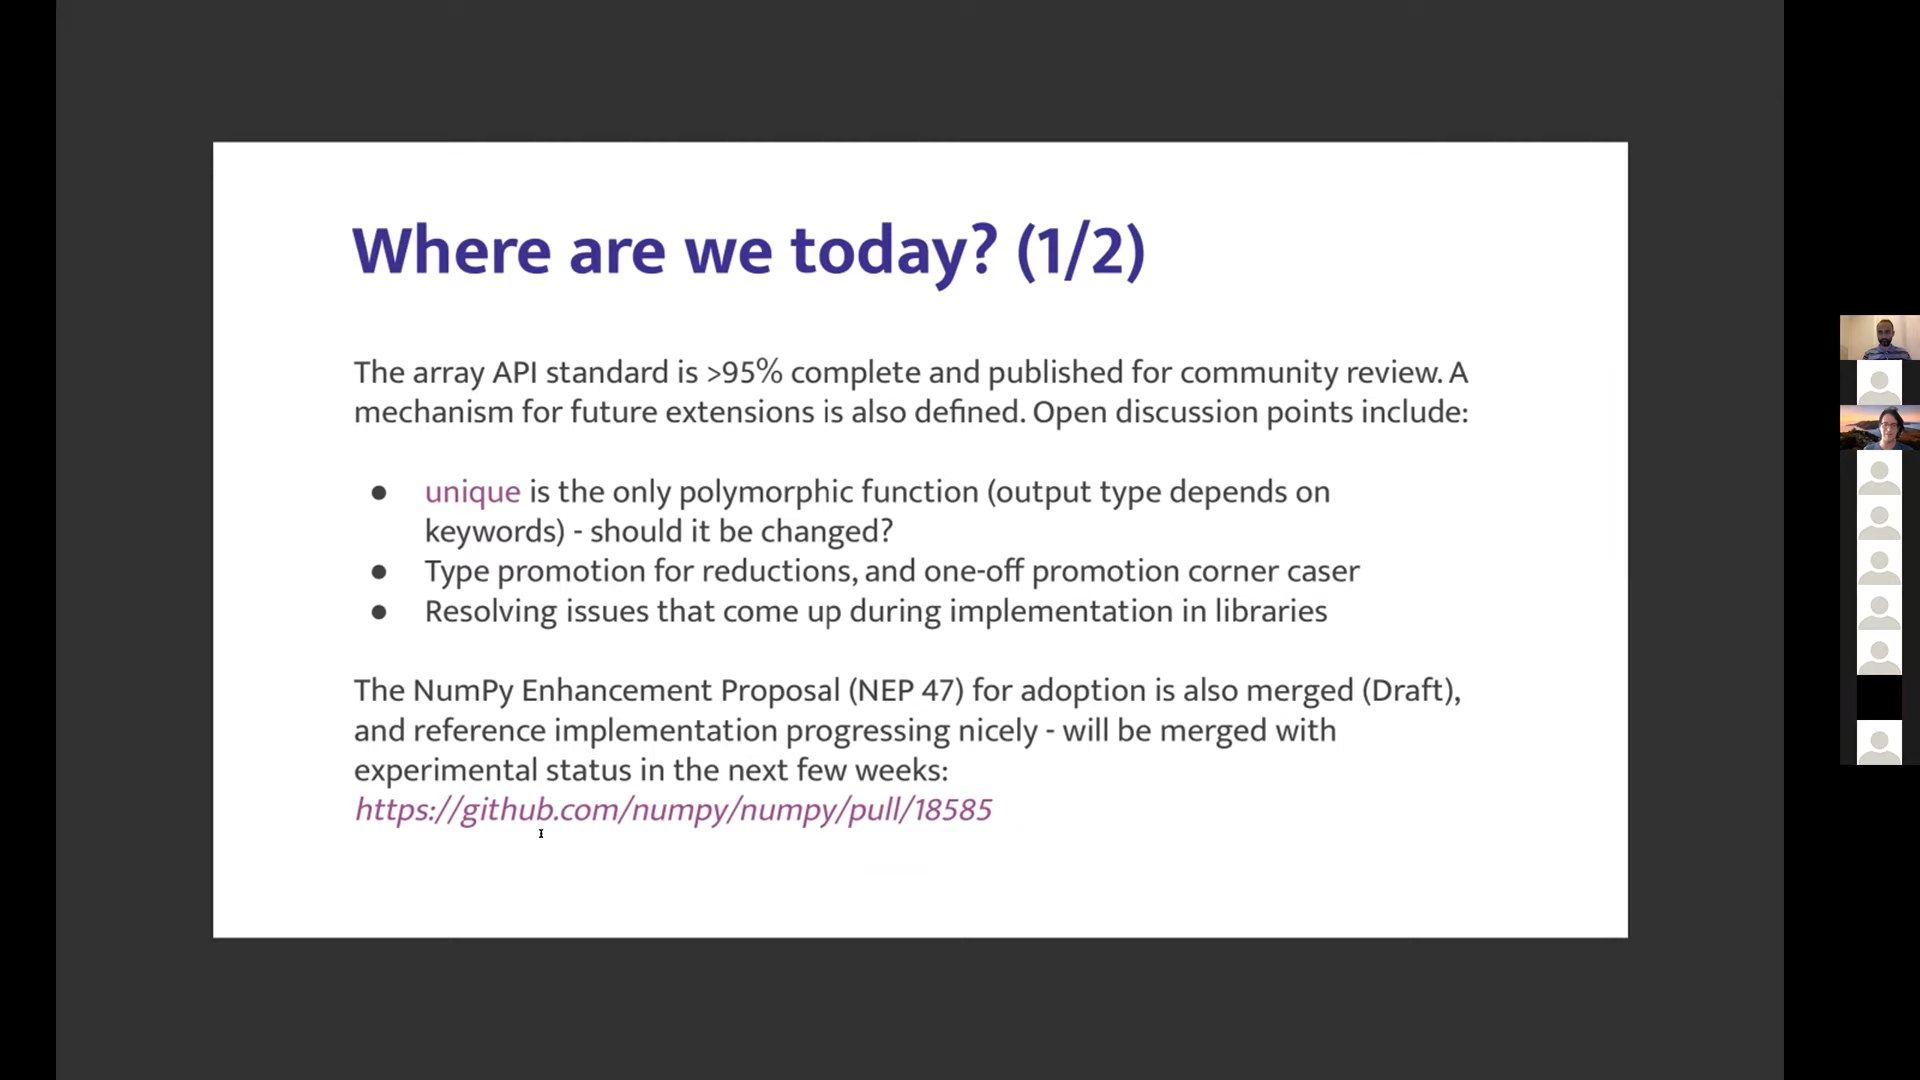 Where are we today? (1/2)
The array API standard is >95% complete and published for community review. A
mechanism for future extensions is also defined. Open discussion points include:
● unique is the only polymorphic function (output type depends on
keywords) - should it be changed?
● Type promotion for reductions, and one-off promotion corner caser
● Resolving issues that come up during implementation in libraries
The NumPy Enhancement Proposal (NEP 47) for adoption is also merged (Draft),
and reference implementation progressing nicely - will be merged with
experimental status in the next few weeks:
https://github.com/numpy/numpy/pull/18585